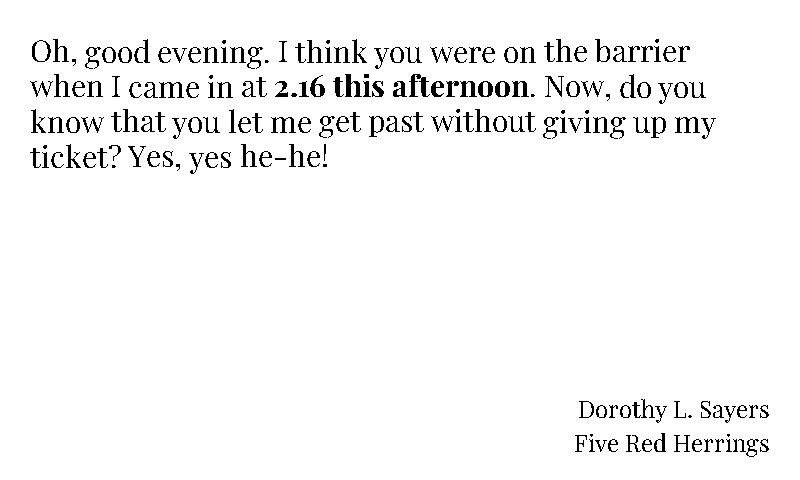 Oh, good evening. I think you were on the barrier
when I came in at 2.16 this afternoon. Now, do you
know that you let me get past without giving up my
ticket? Yes, yes he-he!
Dorothy L. Sayers
Five Red Herrings